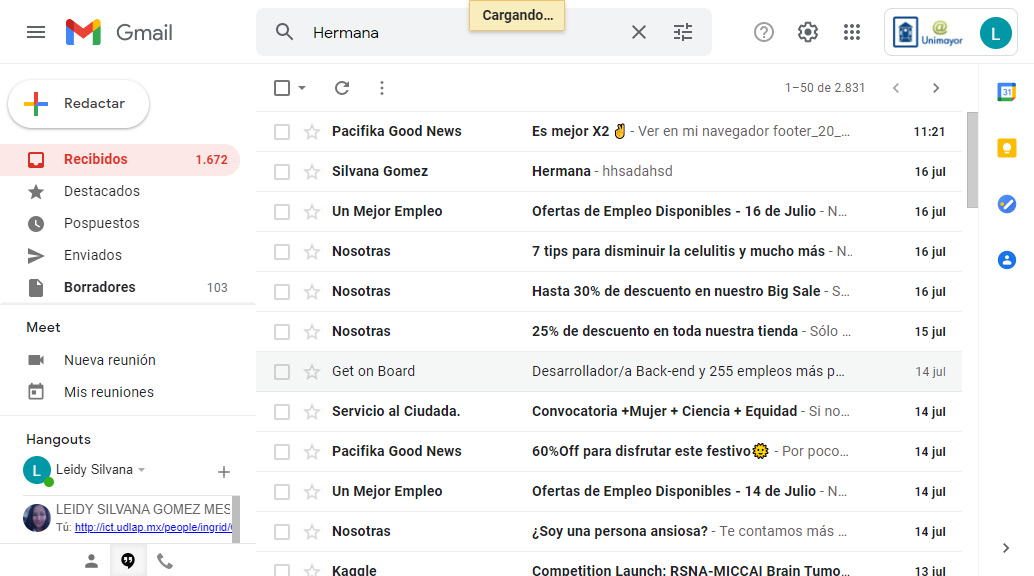 Cargando...
Gmail
Hermana
@
Unimayor
L
Redactar
1–50 de 2.831
31
Recibidos 1.672
Destacados
Pospuestos
Enviados
Borradores 103
Meet
Nueva reunión
Mis reuniones
Hangouts
L Leidy Silvana
LEIDY SILVANA GOMEZ MES
Tú: http://ict.udlap.mx/people/ingrid/
Pacifika Good News Es mejor X2 ✌ - Ver en mi navegador footer_20_... 11:21
Silvana Gomez Hermana - hhsadahsd 16 jul
Un Mejor Empleo Ofertas de Empleo Disponibles - 16 de Julio - N... 16 jul
Nosotras 7 tips para disminuir la celulitis y mucho más - N.. 16 jul
Nosotras Hasta 30% de descuento en nuestro Big Sale - S... 16 jul
Nosotras 25% de descuento en toda nuestra tienda - Sólo ... 15 jul
Get on Board Desarrollador/a Back-end y 255 empleos más p... 14 jul
Servicio al Ciudada. Convocatoria +Mujer + Ciencia + Equidad - Si no... 14 jul
Pacifika Good News 60%Off para disfrutar este festivo🌞 - Por poco... 14 jul
Un Mejor Empleo Ofertas de Empleo Disponibles - 14 de Julio - N... 14 jul
Nosotras ¿Soy una persona ansiosa? - Te contamos más ... 14 jul
Kaggle Competition Launch: RSNA-MICCAI Brain Tumo... 13 jul